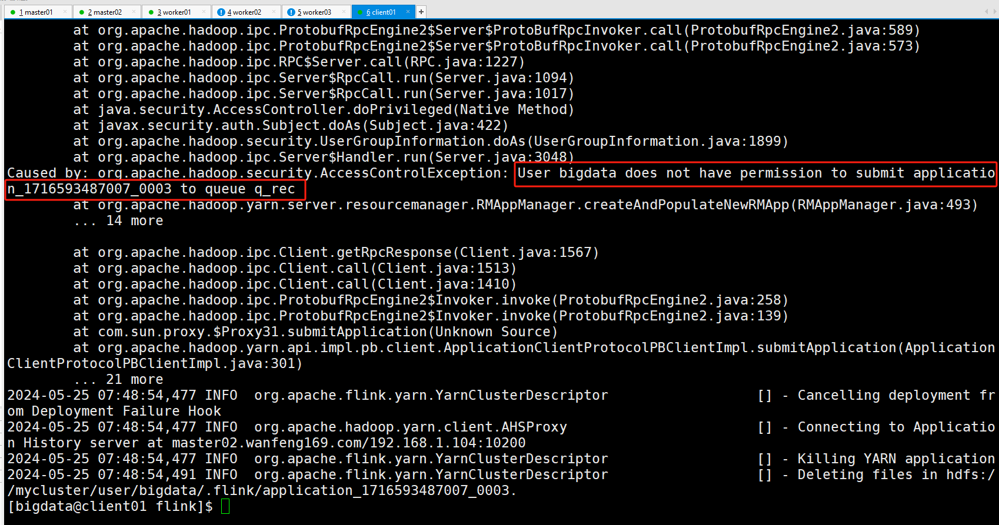 1 master01 × 2 master02 × 3 worker01 × 4 worker02 × 5 worker03 × 6 client01 × +
at org.apache.hadoop.ipc.ProtobufRpcEngine2$Server$ProtoBufRpcInvoker.call(ProtobufRpcEngine2.java:589)
at org.apache.hadoop.ipc.ProtobufRpcEngine2$Server$ProtoBufRpcInvoker.call(ProtobufRpcEngine2.java:573)
at org.apache.hadoop.ipc.RPC$Server.call(RPC.java:1227)
at org.apache.hadoop.ipc.Server$RpcCall.run(Server.java:1094)
at org.apache.hadoop.ipc.Server$RpcCall.run(Server.java:1017)
at java.security.AccessController.doPrivileged(Native Method)
at javax.security.auth.Subject.doAs(Subject.java:422)
at org.apache.hadoop.security.UserGroupInformation.doAs(UserGroupInformation.java:1899)
at org.apache.hadoop.ipc.Server$Handler.run(Server.java:3048)
Caused by: org.apache.hadoop.security.AccessControlException: User bigdata does not have permission to submit applicatio
n_1716593487007_0003 to queue q_rec
at org.apache.hadoop.yarn.server.resourcemanager.RMAppManager.createAndPopulateNewRMApp(RMAppManager.java:493)
... 14 more
at org.apache.hadoop.ipc.Client.getRpcResponse(Client.java:1567)
at org.apache.hadoop.ipc.Client.call(Client.java:1513)
at org.apache.hadoop.ipc.Client.call(Client.java:1410)
at org.apache.hadoop.ipc.ProtobufRpcEngine2$Invoker.invoke(ProtobufRpcEngine2.java:258)
at org.apache.hadoop.ipc.ProtobufRpcEngine2$Invoker.invoke(ProtobufRpcEngine2.java:139)
at com.sun.proxy.$Proxy31.submitApplication(Unknown Source)
at org.apache.hadoop.yarn.api.impl.pb.client.ApplicationClientProtocolPBClientImpl.submitApplication(Application
ClientProtocolPBClientImpl.java:301)
... 21 more
2024-05-25 07:48:54,477 INFO  org.apache.flink.yarn.YarnClusterDescriptor                  [] - Cancelling deployment fr
om Deployment Failure Hook
2024-05-25 07:48:54,477 INFO  org.apache.hadoop.yarn.client.AHSProxy                       [] - Connecting to Applicatio
n History server at master02.wanfeng169.com/192.168.1.104:10200
2024-05-25 07:48:54,477 INFO  org.apache.flink.yarn.YarnClusterDescriptor                  [] - Killing YARN application
2024-05-25 07:48:54,491 INFO  org.apache.flink.yarn.YarnClusterDescriptor                  [] - Deleting files in hdfs:/
/mycluster/user/bigdata/.flink/application_1716593487007_0003.
[bigdata@client01 flink]$